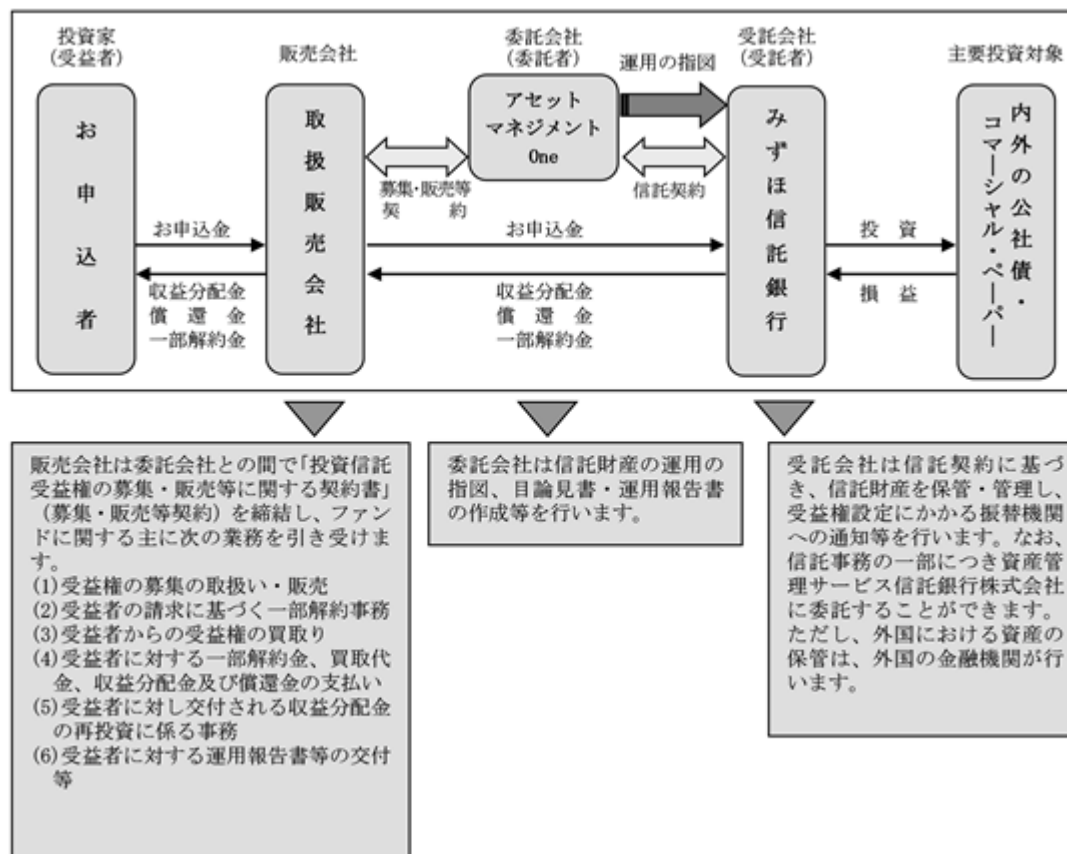 投資家
(受益者)
販売会社
委託会社
(委託者)
受託会社
(受託者)
主要投資対象
運用の指図
お申込者
取扱販売会社
アセット
マネジメント
One
みずほ信託銀行
内外の公社債・
コマーシャル・ペーパー
募集・販売等
契約
信託契約
お申込金
お申込金
投資
収益分配金
償還金
一部解約金
収益分配金
償還金
一部解約金
損益
販売会社は委託会社との間で「投資信託
受益権の募集・販売等に関する契約書」
(募集・販売等契約)を締結し、ファン
ドに関する主に次の業務を引き受けま
す。
(1)受益権の募集の取扱い・販売
(2)受益者の請求に基づく一部解約事務
(3)受益者からの受益権の買取り
(4)受益者に対する一部解約金、買取代
金、収益分配金及び償還金の支払い
(5)受益者に対し交付される収益分配金
の再投資に係る事務
(6)受益者に対する運用報告書等の交付
等
委託会社は信託財産の運用の
指図、目論見書・運用報告書
の作成等を行います。
受託会社は信託契約に基づ
き、信託財産を保管・管理し、
受益権設定にかかる振替機関
への通知等を行います。なお、
信託事務の一部につき資産管
理サービス信託銀行株式会社
に委託することができます。
ただし、外国における資産の
保管は、外国の金融機関が行
います。